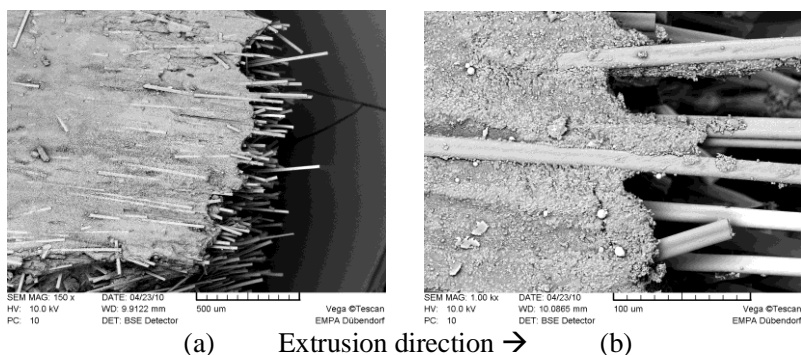 SEM MAG: 150 x DATE: 04/23/10
HV: 10.0 kV WD: 9.9122 mm 500 um Vega ©Tescan
PC: 10 DET: BSE Detector EMPA Dübendorf
SEM MAG: 1.00 kx DATE: 04/23/10
HV: 10.0 kV WD: 10.0865 mm 100 um Vega ©Tescan
PC: 10 DET: BSE Detector EMPA Dübendorf
(a) Extrusion direction → (b)